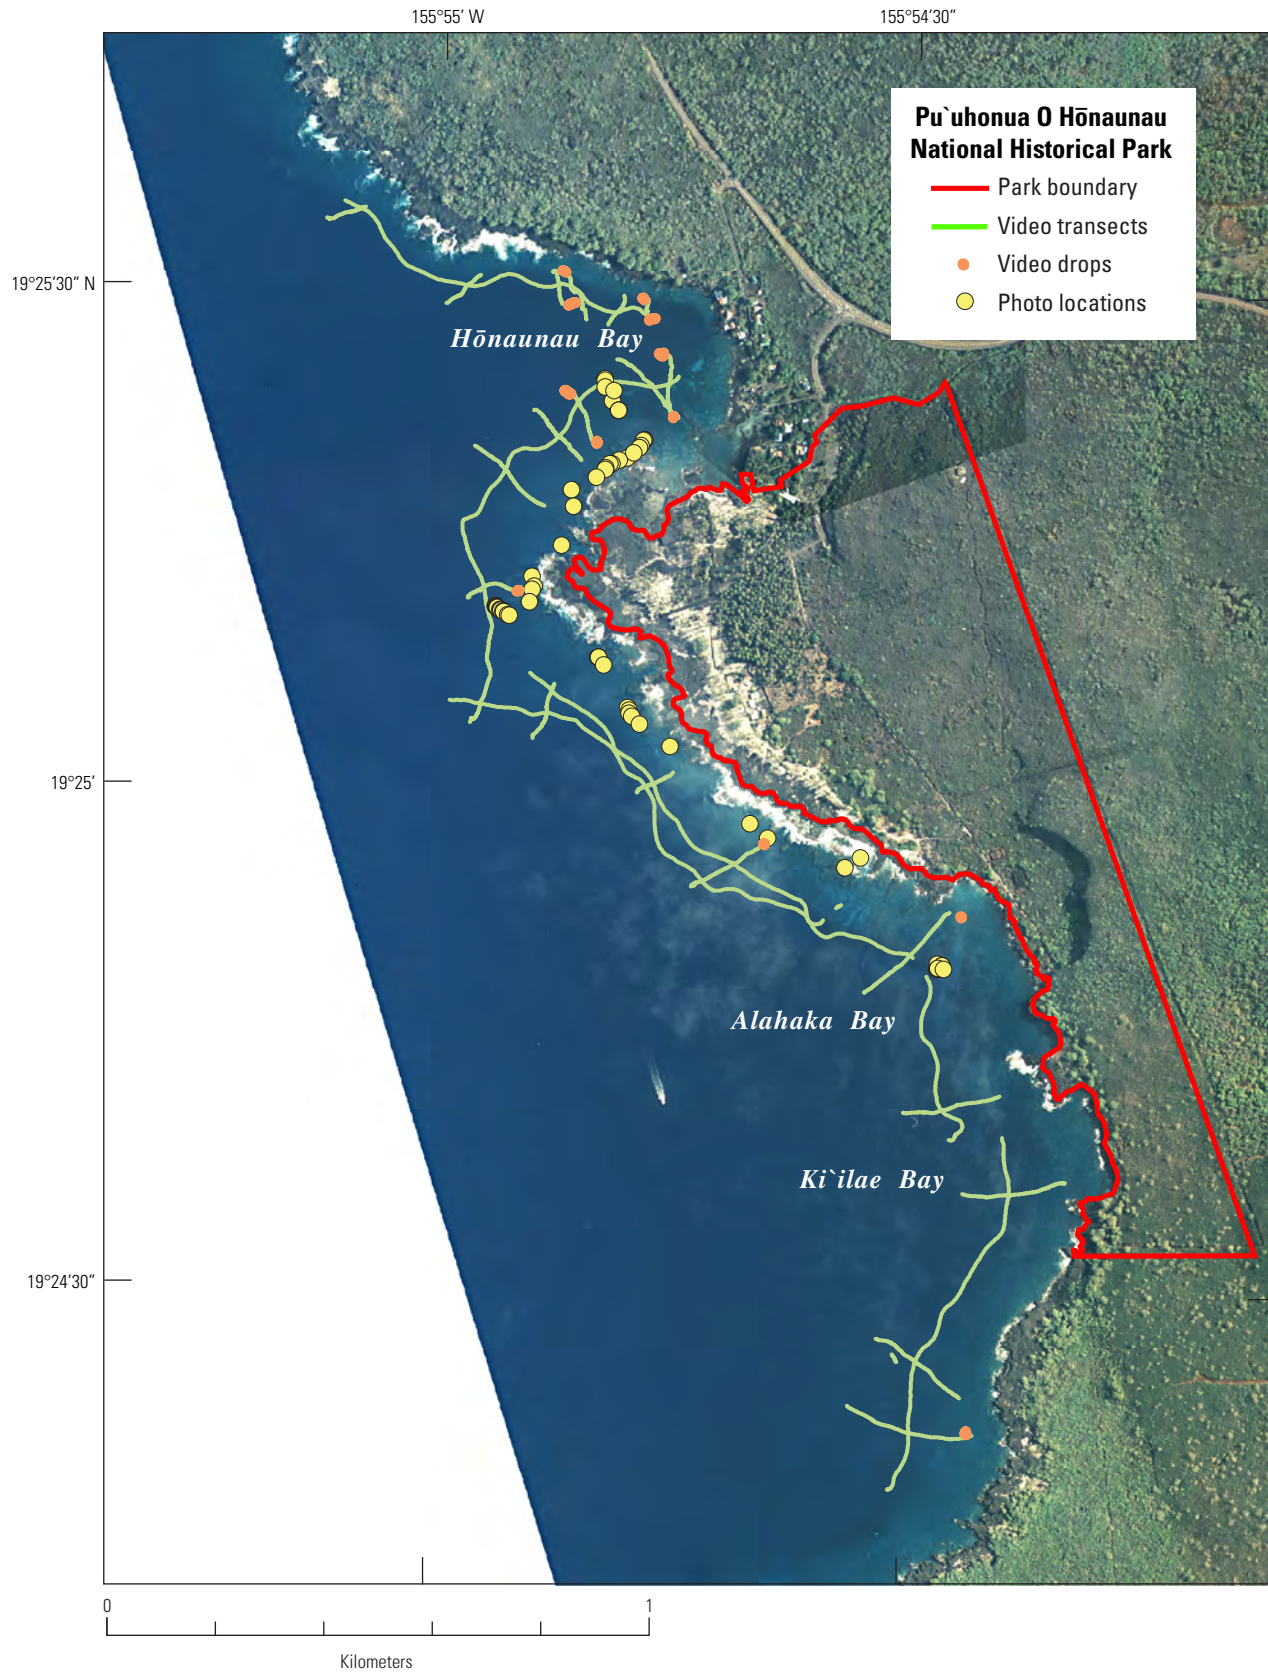 155°55’ W
155°54’30”
Pu`uhonua O Hōnaunau
National Historical Park
Park boundary
Video transects
Video drops
Photo locations
19°25’30” N
Hōnaunau Bay
19°25’
Alahaka Bay
Ki`ilae Bay
19°24’30”
0
1
Kilometers